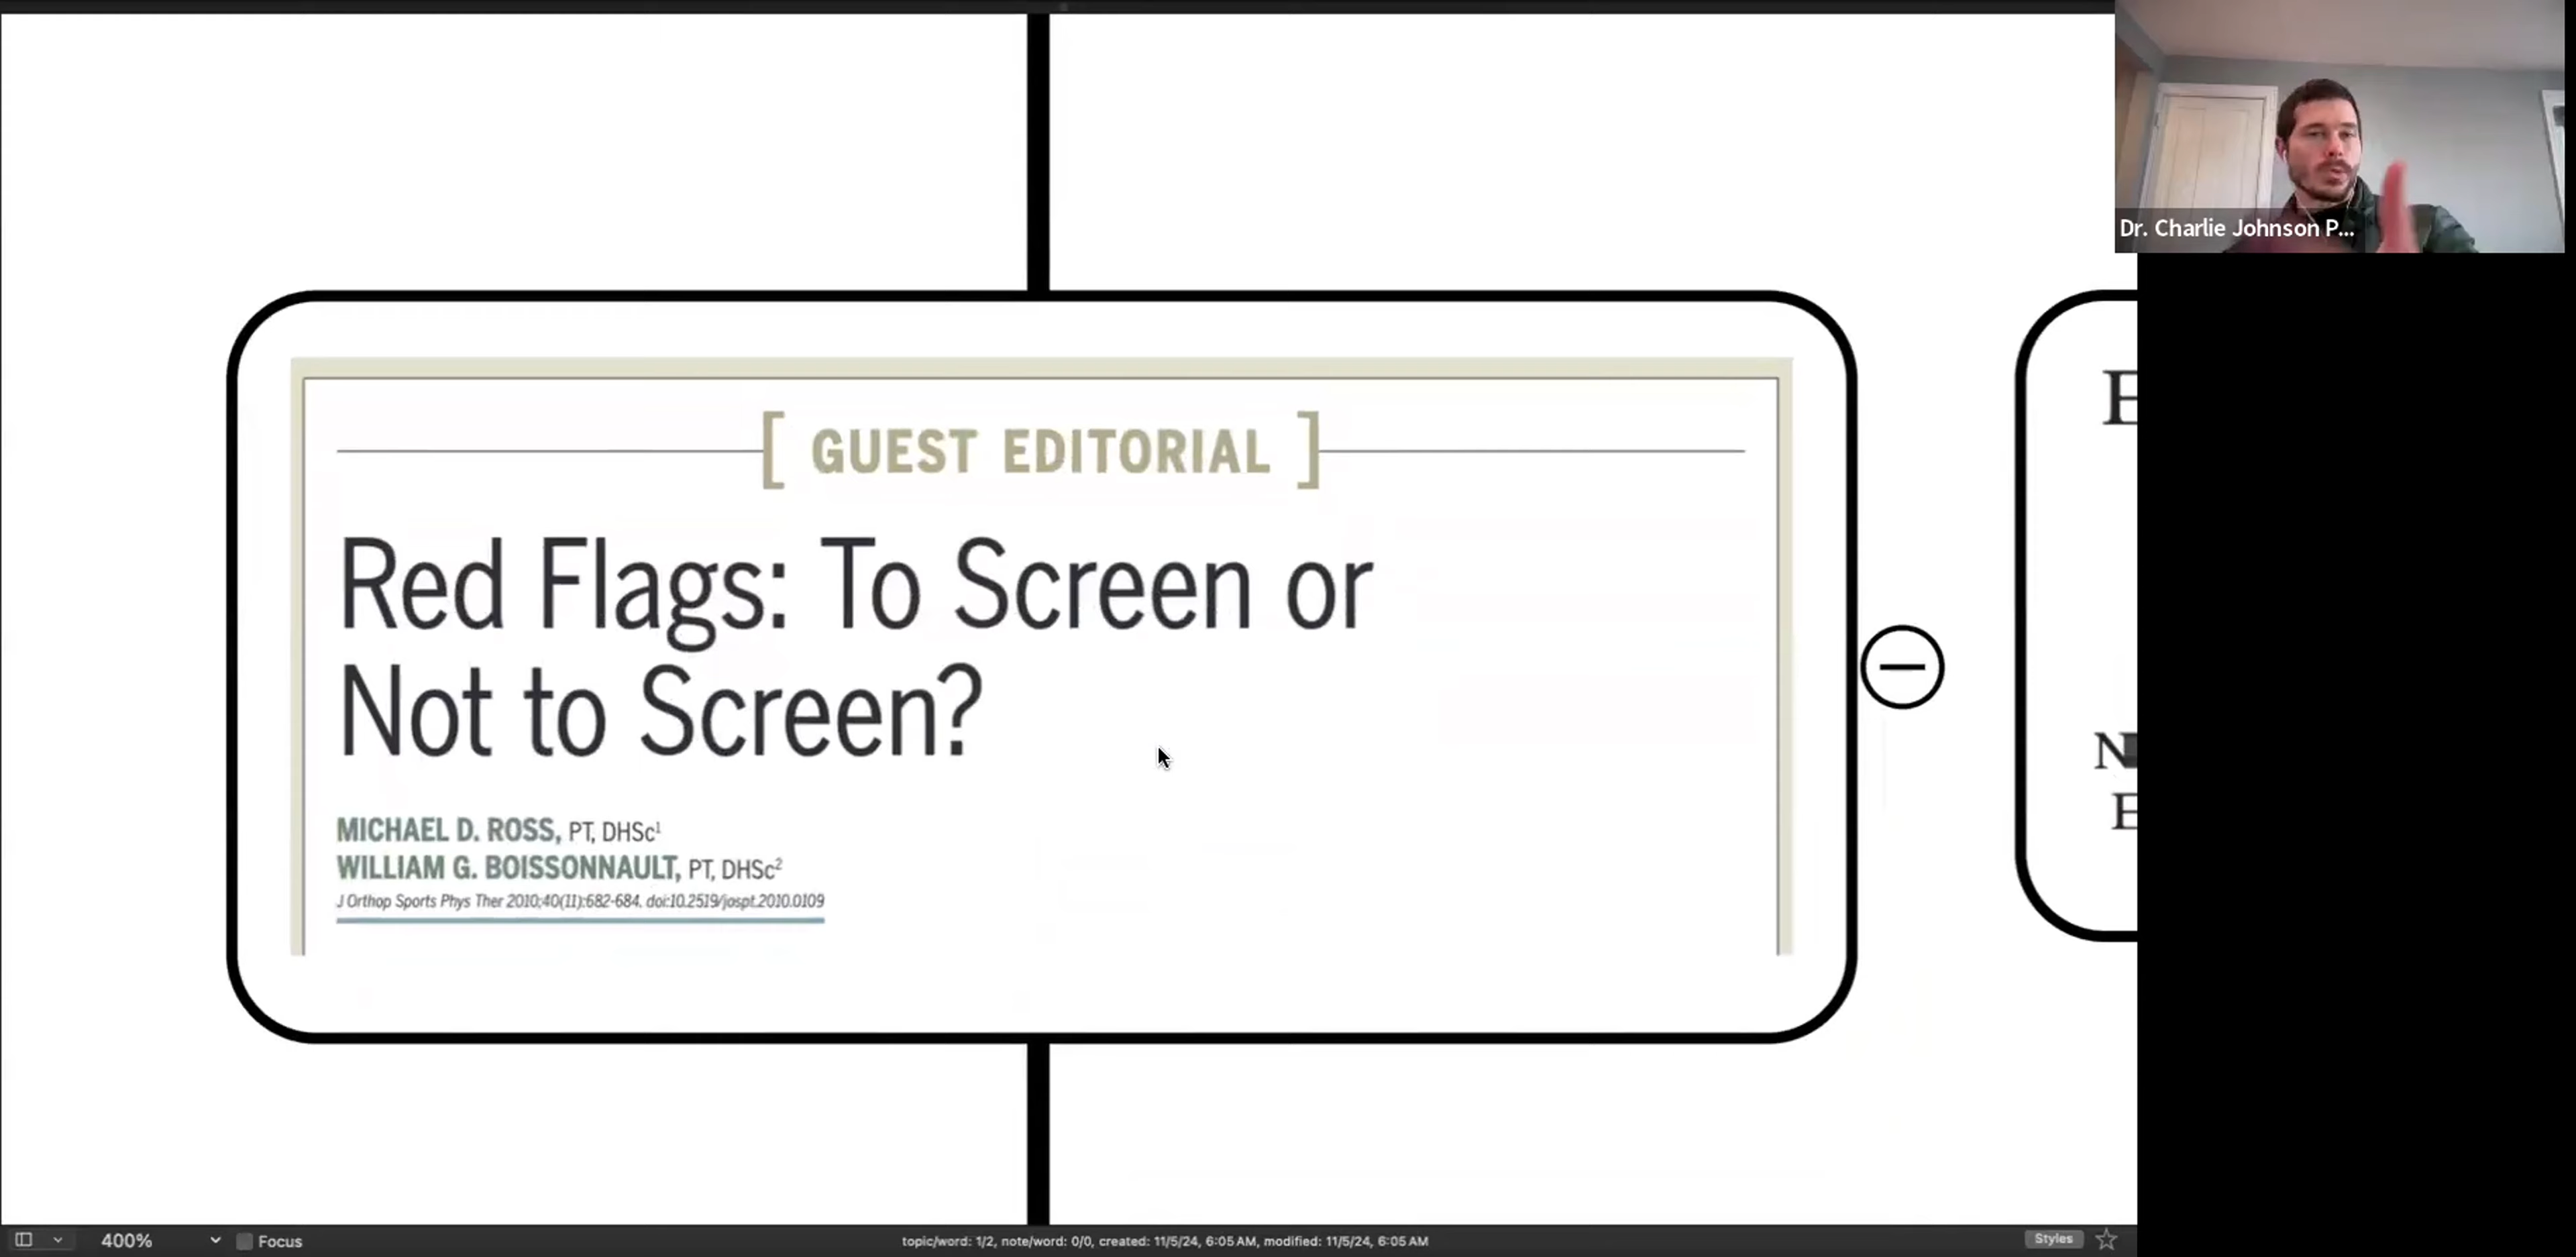 Dr. Charlie Johnson P...
[ GUEST EDITORIAL ]
Red Flags: To Screen or
Not to Screen?
MICHAEL D. ROSS, PT, DHSc¹
WILLIAM G. BOISSONNAULT, PT, DHSc²
J Orthop Sports Phys Ther 2010;40(11):682-684. doi:10.2519/jospt.2010.0109
400%
Focus
topic/word: 1/2, note/word: 0/0, created: 11/5/24, 6:05 AM, modified: 11/5/24, 6:05 AM
Styles